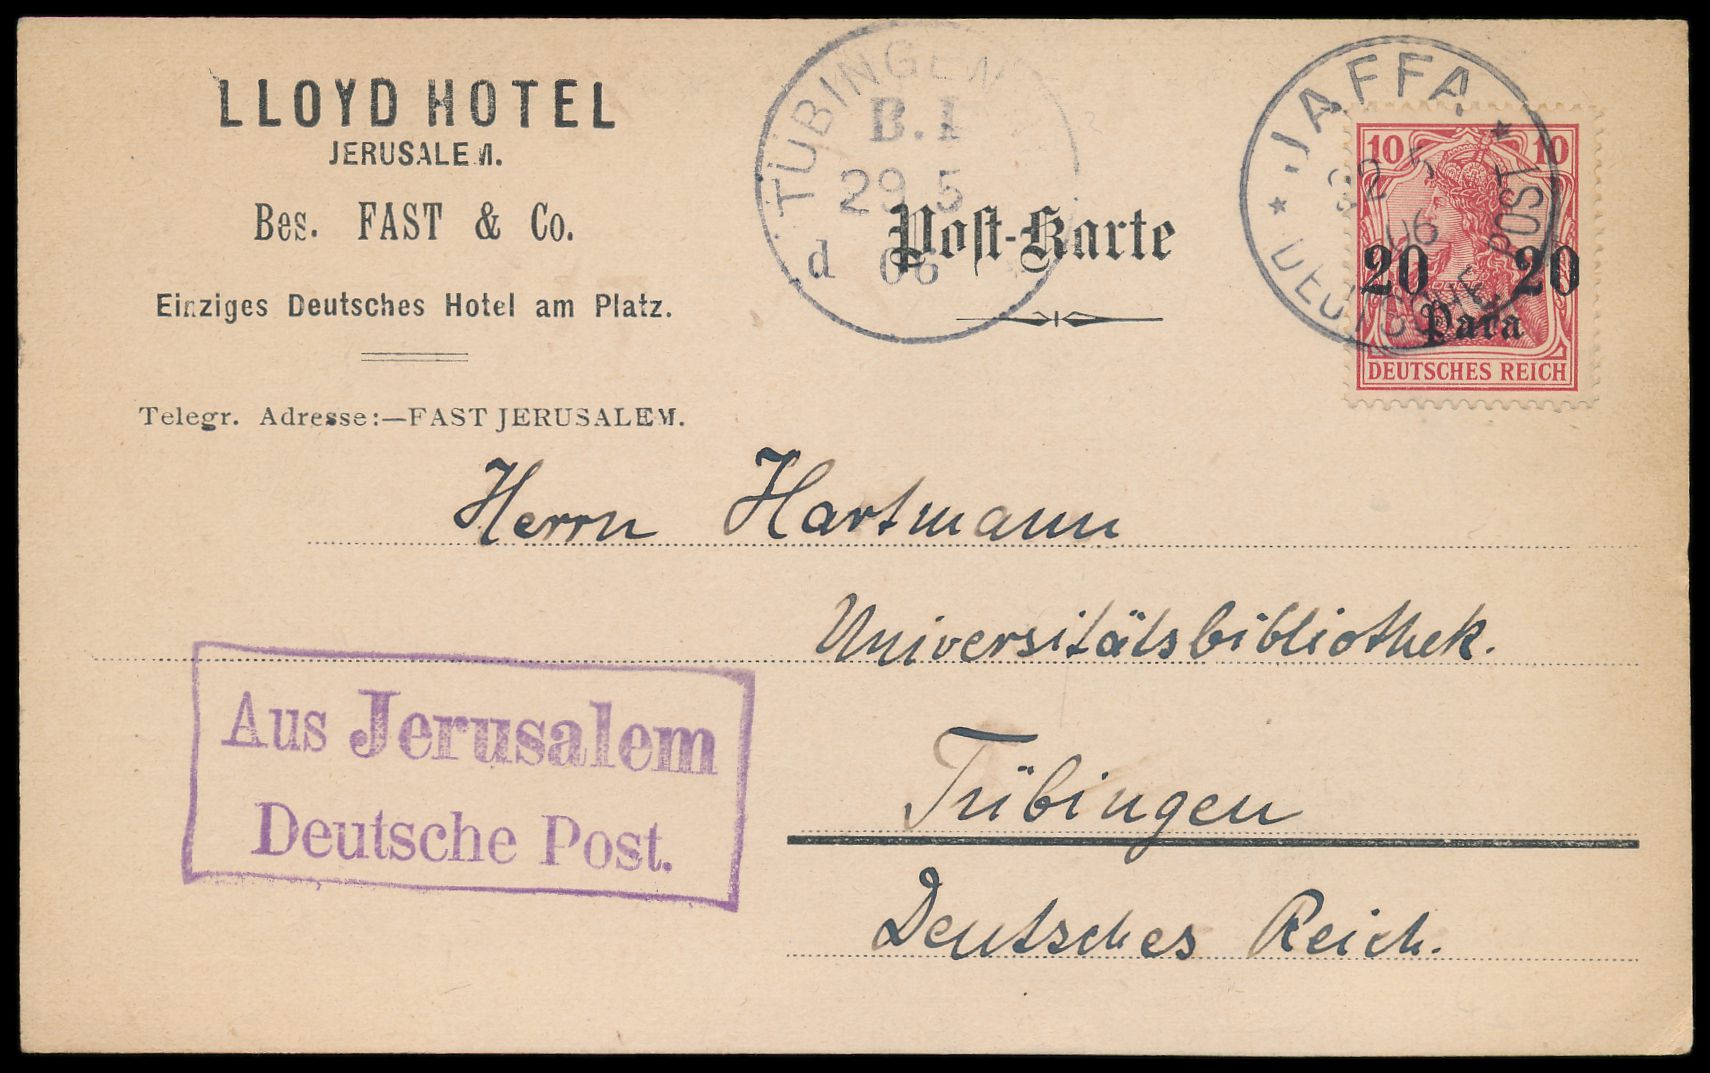 LLOYD HOTEL
JERUSALEM.
Bes. FAST & Co.
Einziges Deutsches Hotel am Platz.
Telegr. Adresse:—FAST JERUSALEM.
TÜBINGEN
B.I
29 5
d 06
Post-Karte
JAFFA
06
DEUTSCHE POST
10 10
20 20
Para
DEUTSCHES REICH
Herrn Hartmann
Universitätsbibliothek.
Tübingen
Deutsches Reich.
Aus Jerusalem
Deutsche Post.